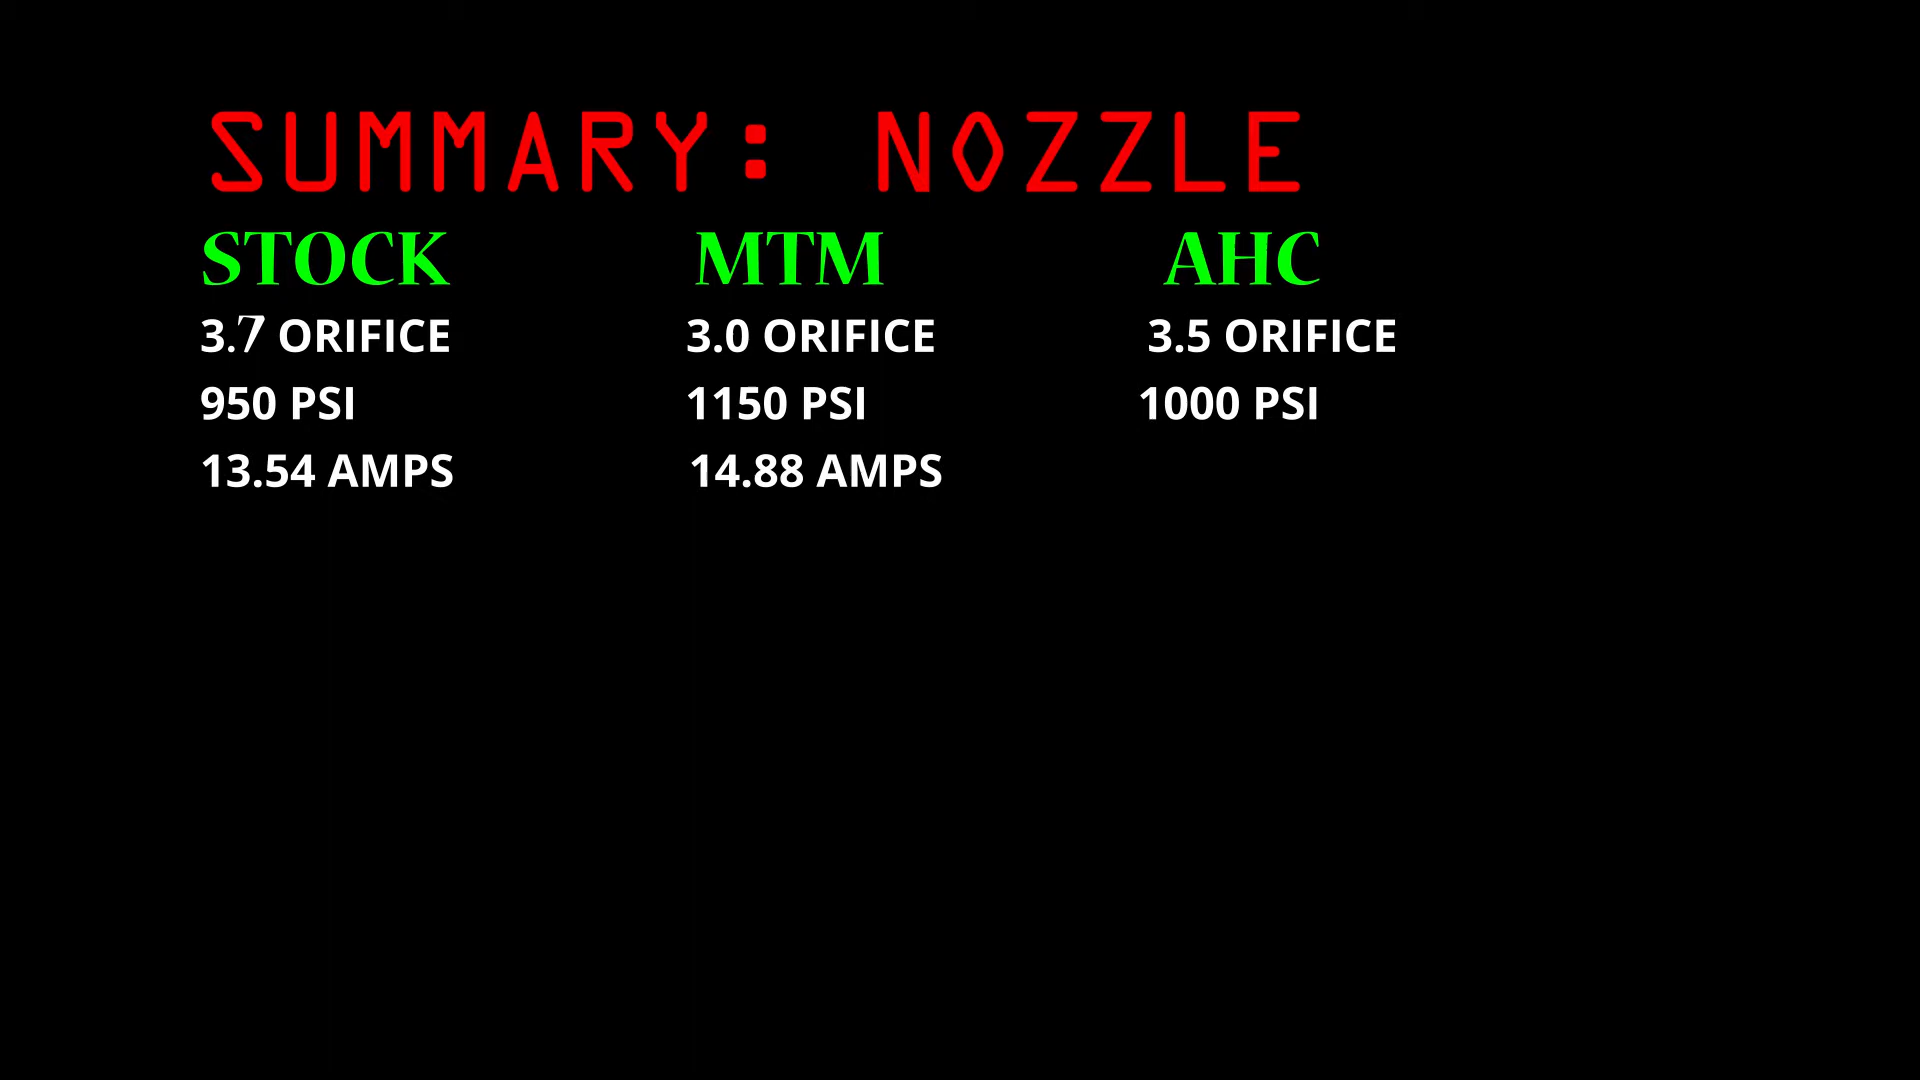 SUMMARY: NOZZLE
STOCK MTM AHC
3.7 ORIFICE 3.0 ORIFICE 3.5 ORIFICE
950 PSI 1150 PSI 1000 PSI
13.54 AMPS 14.88 AMPS